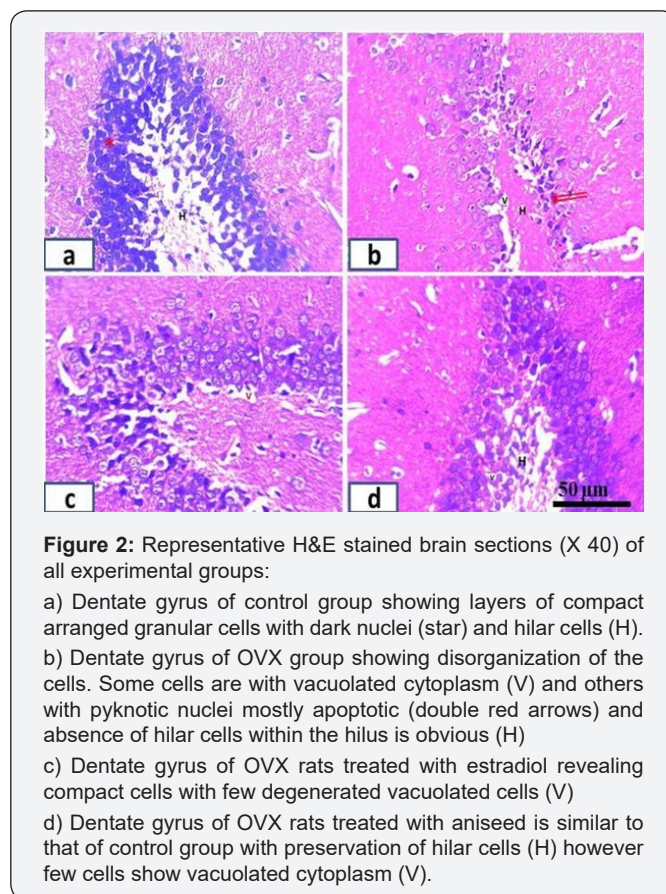 H
a
V
H
b
V
c
H
V
50 µm
d
Figure 2: Representative H&E stained brain sections (X 40) of
all experimental groups:
a) Dentate gyrus of control group showing layers of compact
arranged granular cells with dark nuclei (star) and hilar cells (H).
b) Dentate gyrus of OVX group showing disorganization of the
cells. Some cells are with vacuolated cytoplasm (V) and others
with pyknotic nuclei mostly apoptotic (double red arrows) and
absence of hilar cells within the hilus is obvious (H)
c) Dentate gyrus of OVX rats treated with estradiol revealing
compact cells with few degenerated vacuolated cells (V)
d) Dentate gyrus of OVX rats treated with aniseed is similar to
that of control group with preservation of hilar cells (H) however
few cells show vacuolated cytoplasm (V).